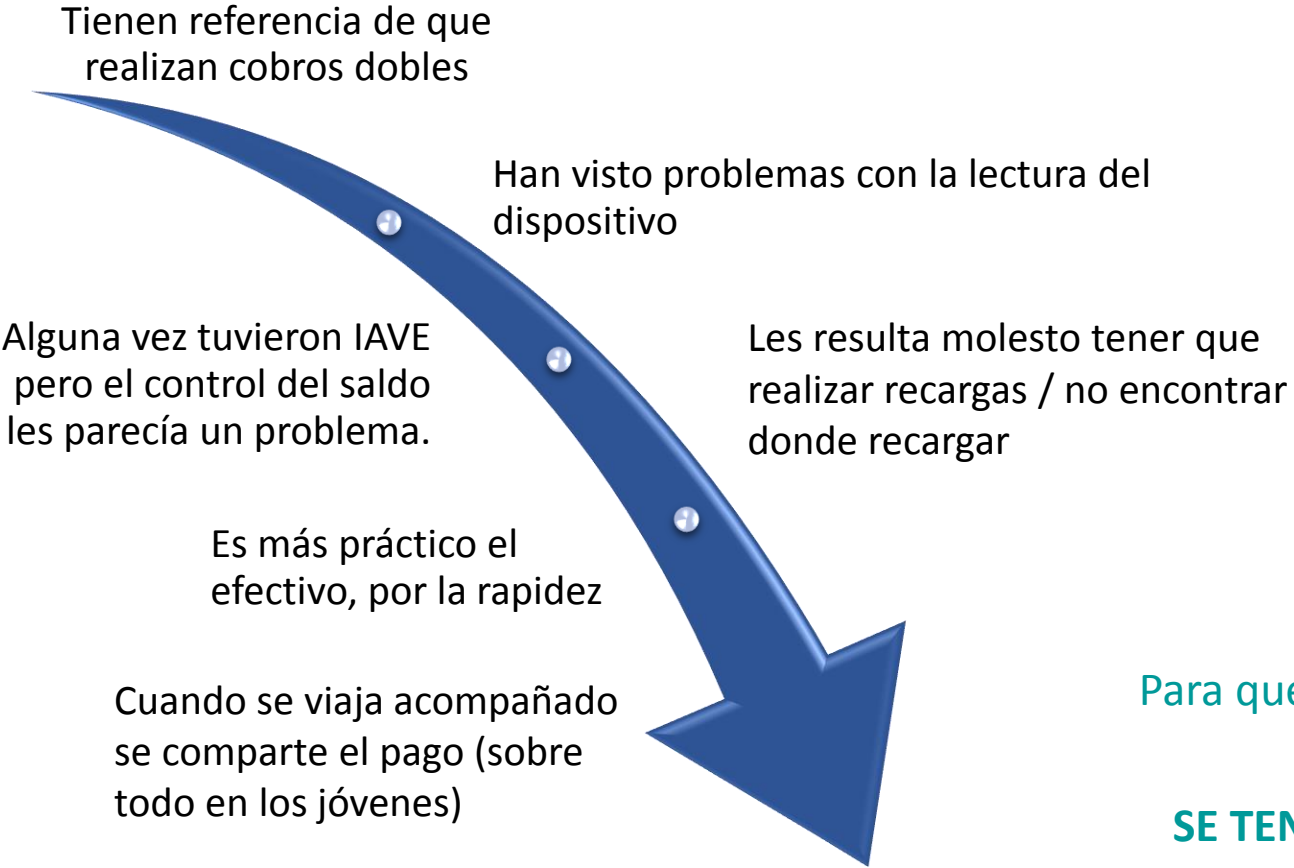 Tienen referencia de que
realizan cobros dobles
Han visto problemas con la lectura del
dispositivo
Alguna vez tuvieron IAVE
pero el control del saldo
les parecía un problema.
Les resulta molesto tener que
realizar recargas / no encontrar
donde recargar
Es más práctico el
efectivo, por la rapidez
Cuando se viaja acompañado
se comparte el pago (sobre
todo en los jóvenes)
Para que
SE TEN